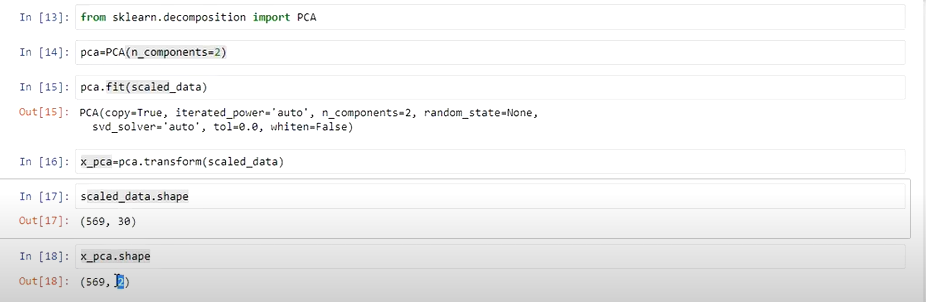 In [13]: from sklearn.decomposition import PCA
In [14]: pca=PCA(n_components=2)
In [15]: pca.fit(scaled_data)
Out[15]: PCA(copy=True, iterated_power='auto', n_components=2, random_state=None,
svd_solver='auto', tol=0.0, whiten=False)
In [16]: x_pca=pca.transform(scaled_data)
In [17]: scaled_data.shape
Out[17]: (569, 30)
In [18]: x_pca.shape
Out[18]: (569, 2)